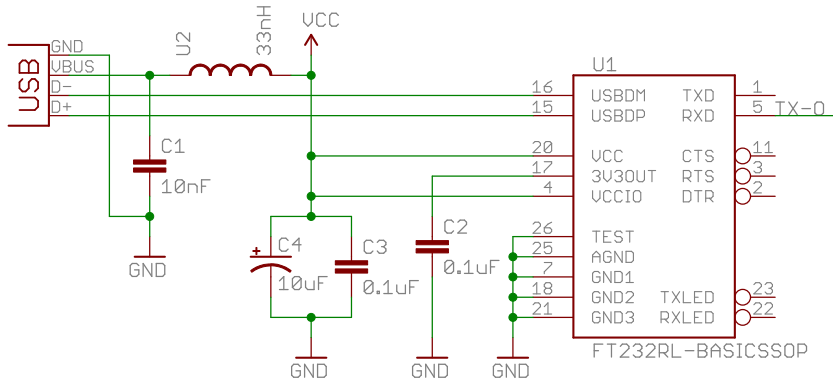 USB
GND
VBUS
D-
D+
U2
33nH
VCC
C1
10nF
GND
C4
10uF
C3
0.1uF
GND
C2
0.1uF
GND
GND
U1
16 USBDM TXD 1
15 USBDP RXD 5 TX-O
20 VCC CTS 11
17 3V3OUT RTS 3
4 VCCIO DTR 2
26 TEST
25 AGND
7 GND1
18 GND2 TXLED 23
21 GND3 RXLED 22
FT232RL-BASICSSOP